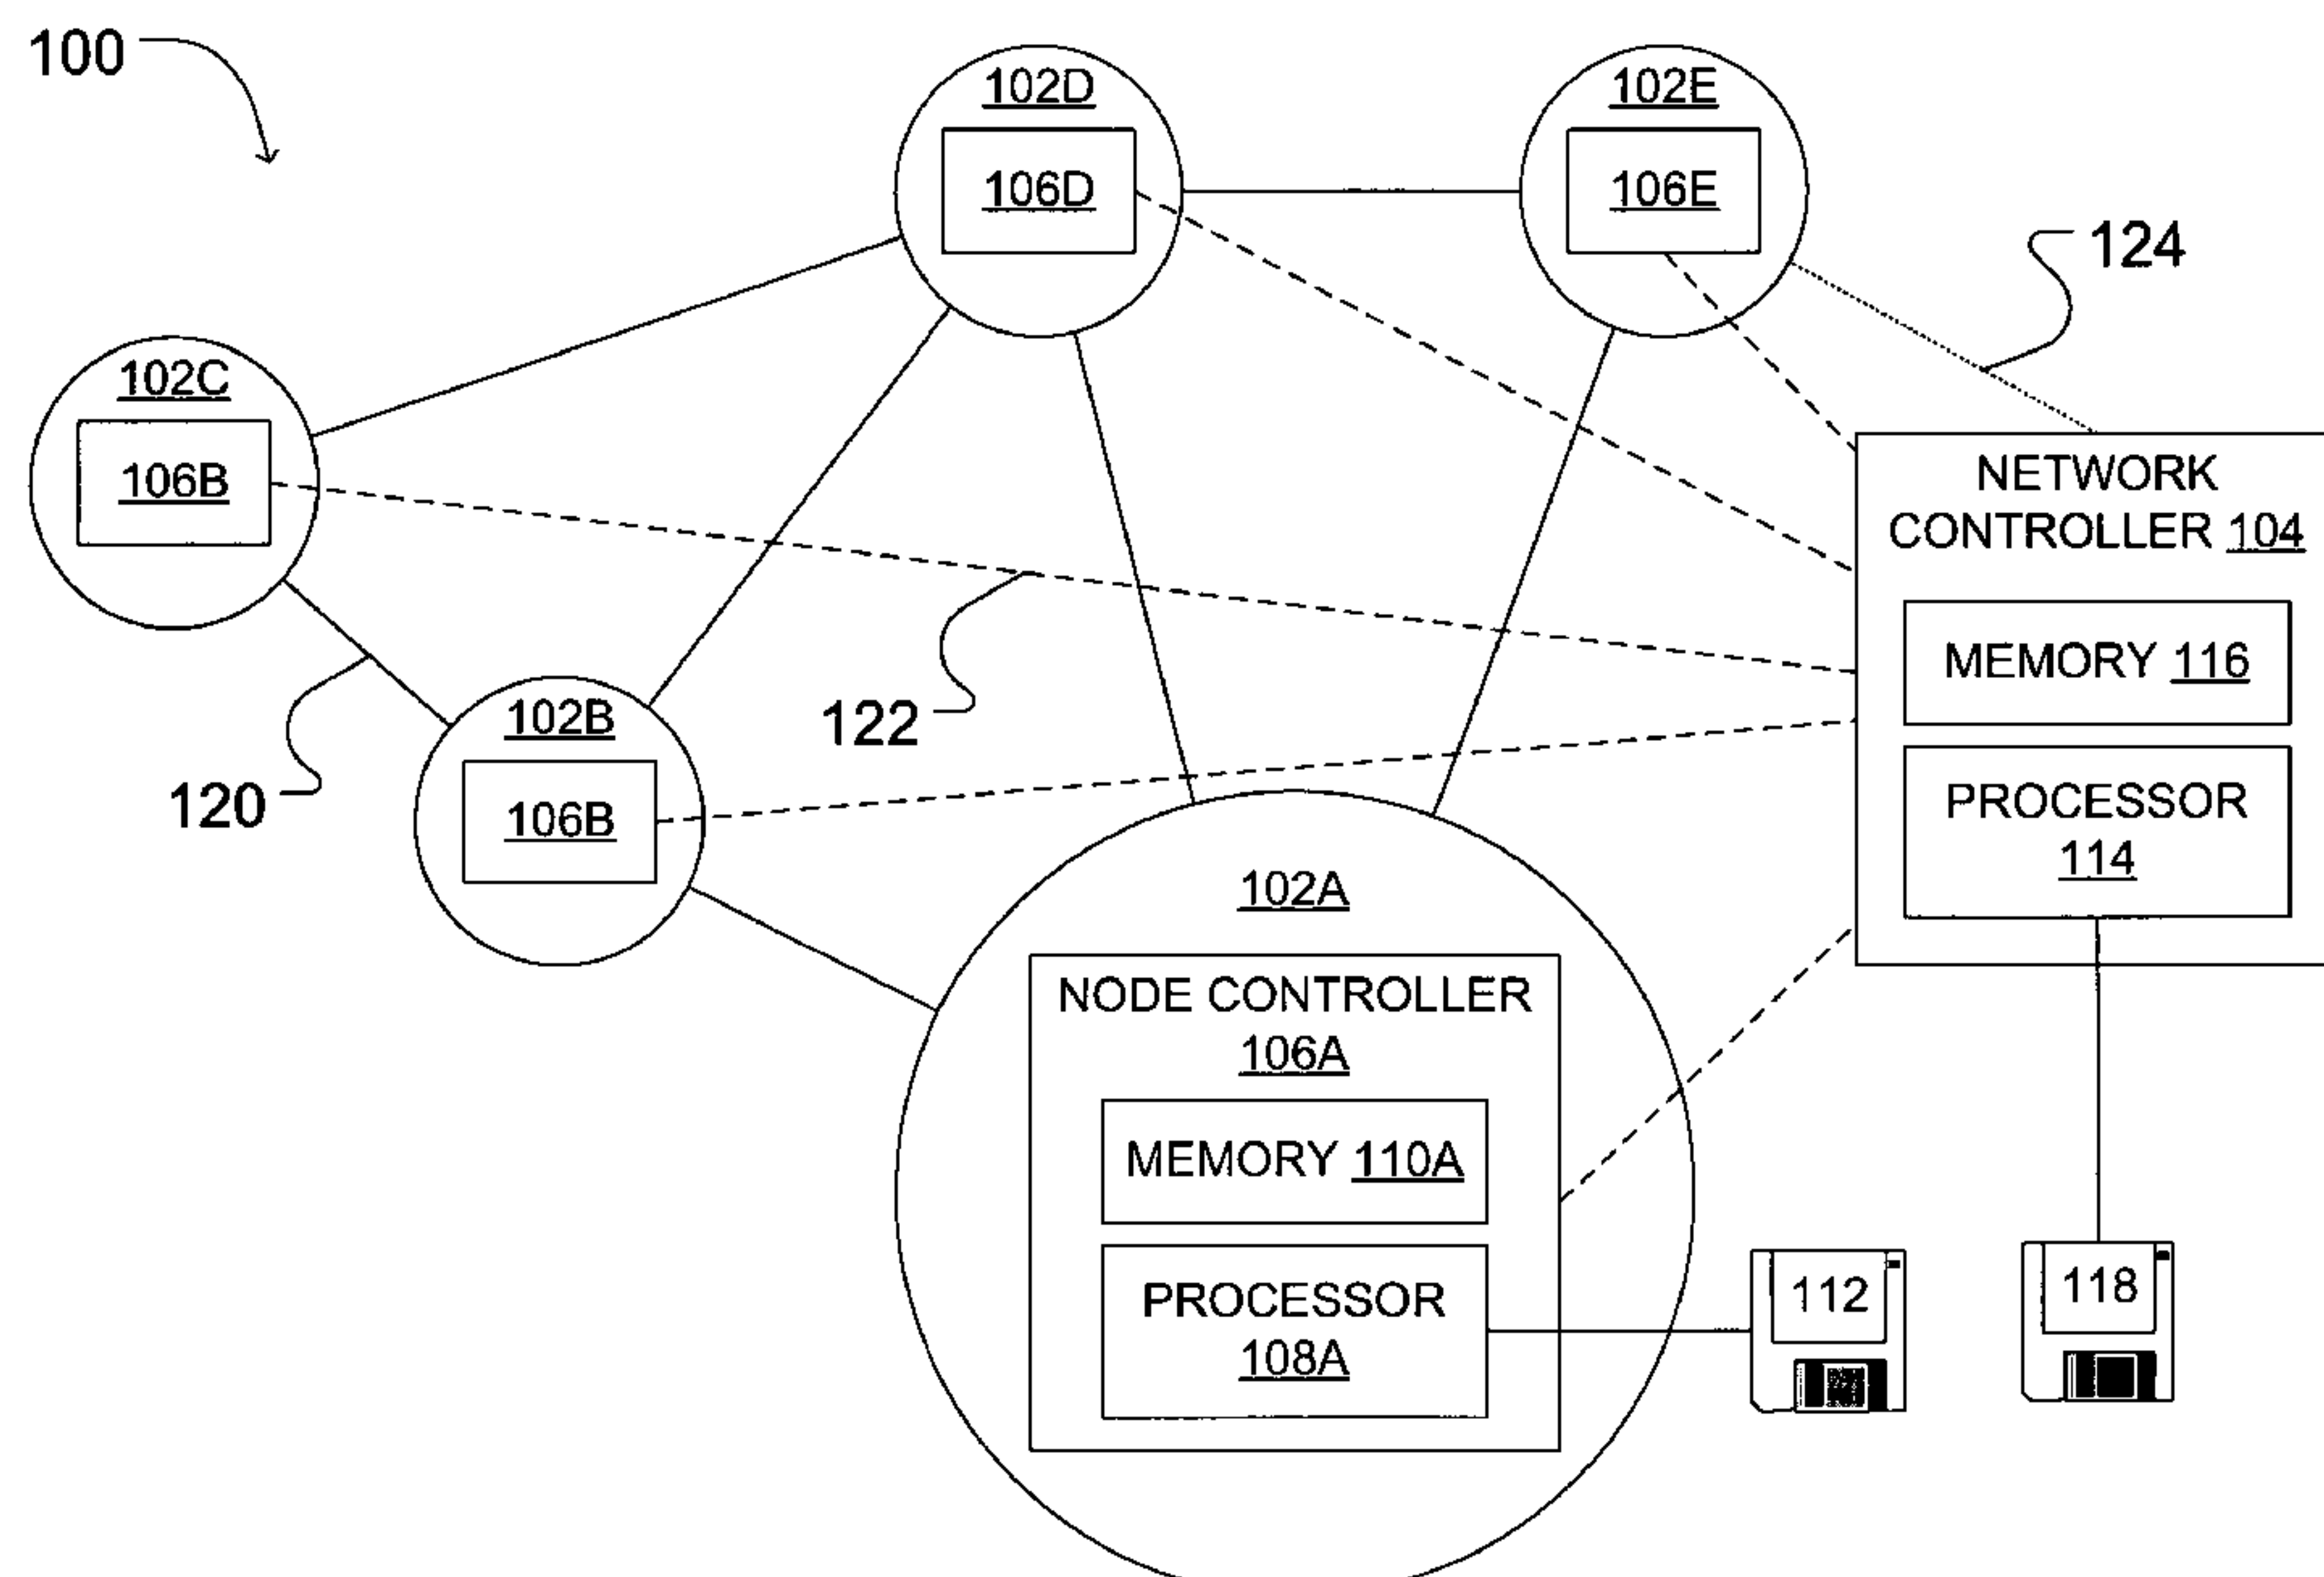 100
102D
106D
102E
106E
124
102C
106B
NETWORK
CONTROLLER 104
MEMORY 116
PROCESSOR
114
122
120
102B
106B
102A
NODE CONTROLLER
106A
MEMORY 110A
PROCESSOR
108A
112
118